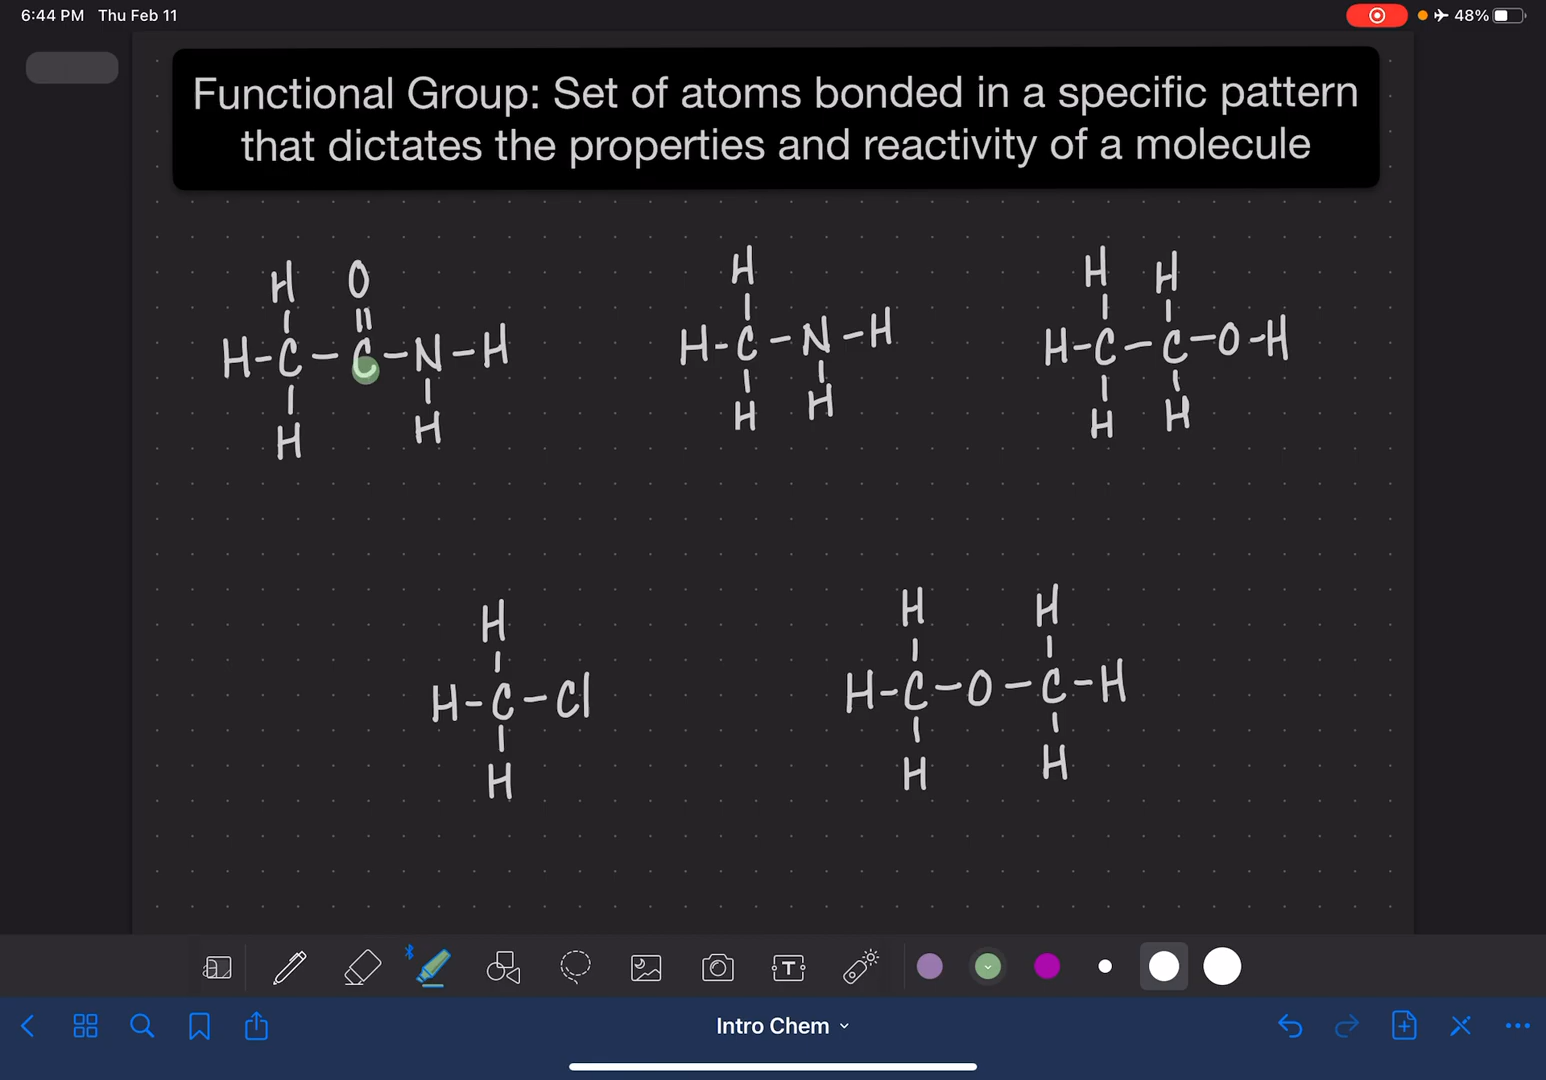 6:44 PM Thu Feb 11
48%
Functional Group: Set of atoms bonded in a specific pattern
that dictates the properties and reactivity of a molecule
H O
H-C-C-N-H
H H
H
H-C-N-H
H H
H H
H-C-C-O-H
H H
H
H-C-Cl
H
H H
H-C-O-C-H
H H
T
Intro Chem